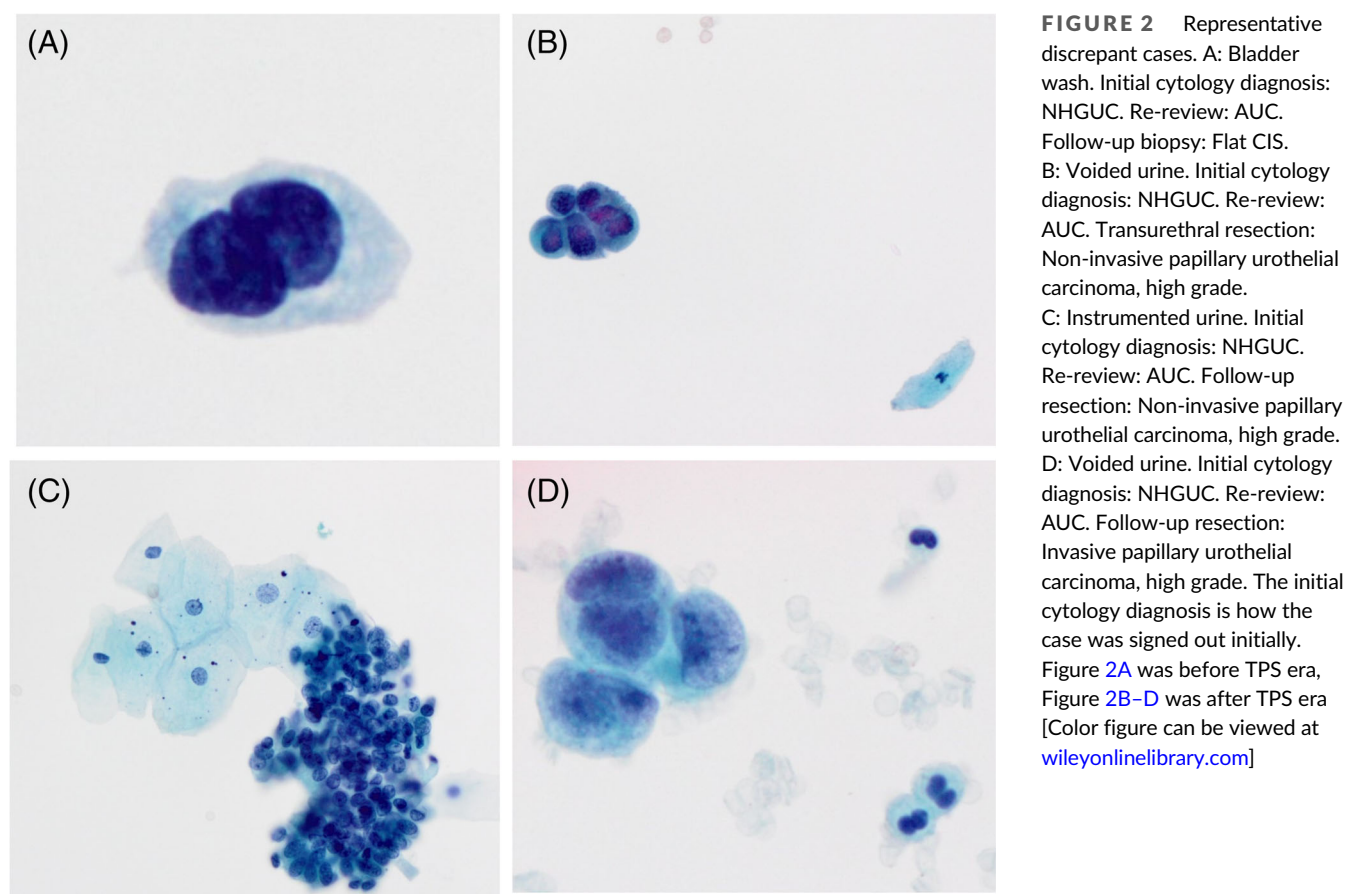 (A)
(B)
(C)
(D)
FIGURE 2 Representative
discrepant cases. A: Bladder
wash. Initial cytology diagnosis:
NHGUC. Re-review: AUC.
Follow-up biopsy: Flat CIS.
B: Voided urine. Initial cytology
diagnosis: NHGUC. Re-review:
AUC. Transurethral resection:
Non-invasive papillary urothelial
carcinoma, high grade.
C: Instrumented urine. Initial
cytology diagnosis: NHGUC.
Re-review: AUC. Follow-up
resection: Non-invasive papillary
urothelial carcinoma, high grade.
D: Voided urine. Initial cytology
diagnosis: NHGUC. Re-review:
AUC. Follow-up resection:
Invasive papillary urothelial
carcinoma, high grade. The initial
cytology diagnosis is how the
case was signed out initially.
Figure 2A was before TPS era,
Figure 2B–D was after TPS era
[Color figure can be viewed at
wileyonlinelibrary.com]